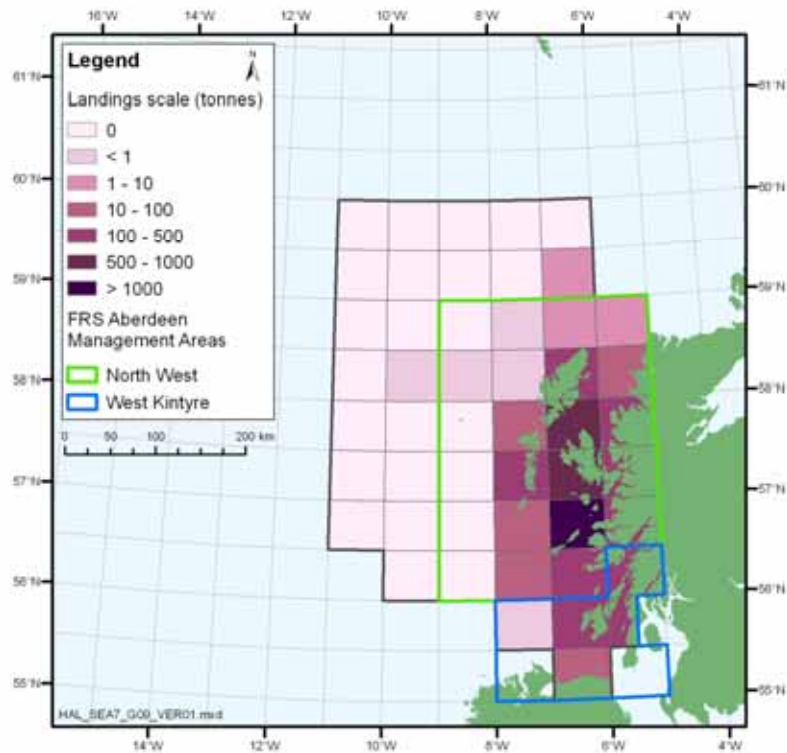 16°W 14°W 12°W 10°W 8°W 6°W 4°W
61°N 61°N
60°N 60°N
59°N 59°N
58°N 58°N
57°N 57°N
56°N 56°N
55°N 55°N
Legend
N
Landings scale (tonnes)
0
< 1
1 - 10
10 - 100
100 - 500
500 - 1000
> 1000
FRS Aberdeen
Management Areas
North West
West Kintyre
0 50 100 200 km
HAL_SEA7_G09_VER01.mxd
14°W 12°W 10°W 8°W 6°W 4°W